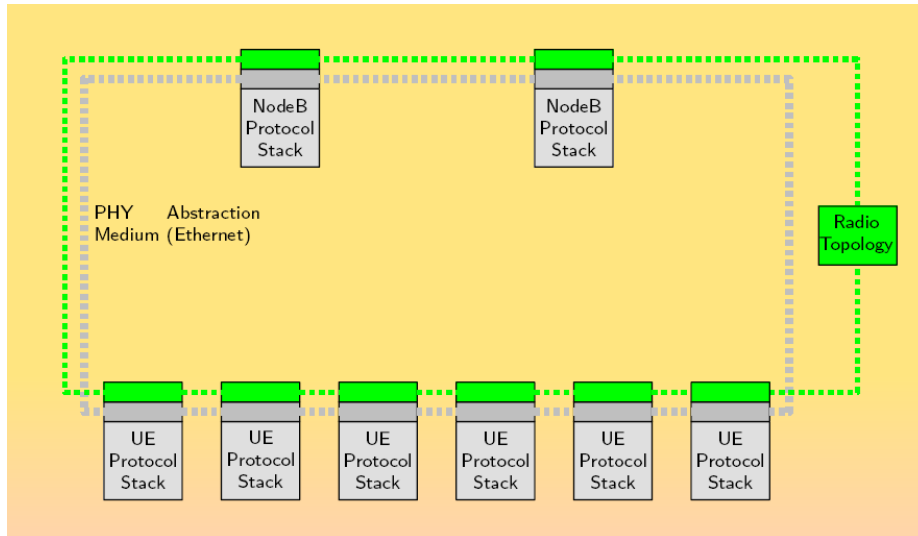 NodeB
Protocol
Stack
NodeB
Protocol
Stack
PHY Abstraction
Medium (Ethernet)
Radio
Topology
UE
Protocol
Stack
UE
Protocol
Stack
UE
Protocol
Stack
UE
Protocol
Stack
UE
Protocol
Stack
UE
Protocol
Stack